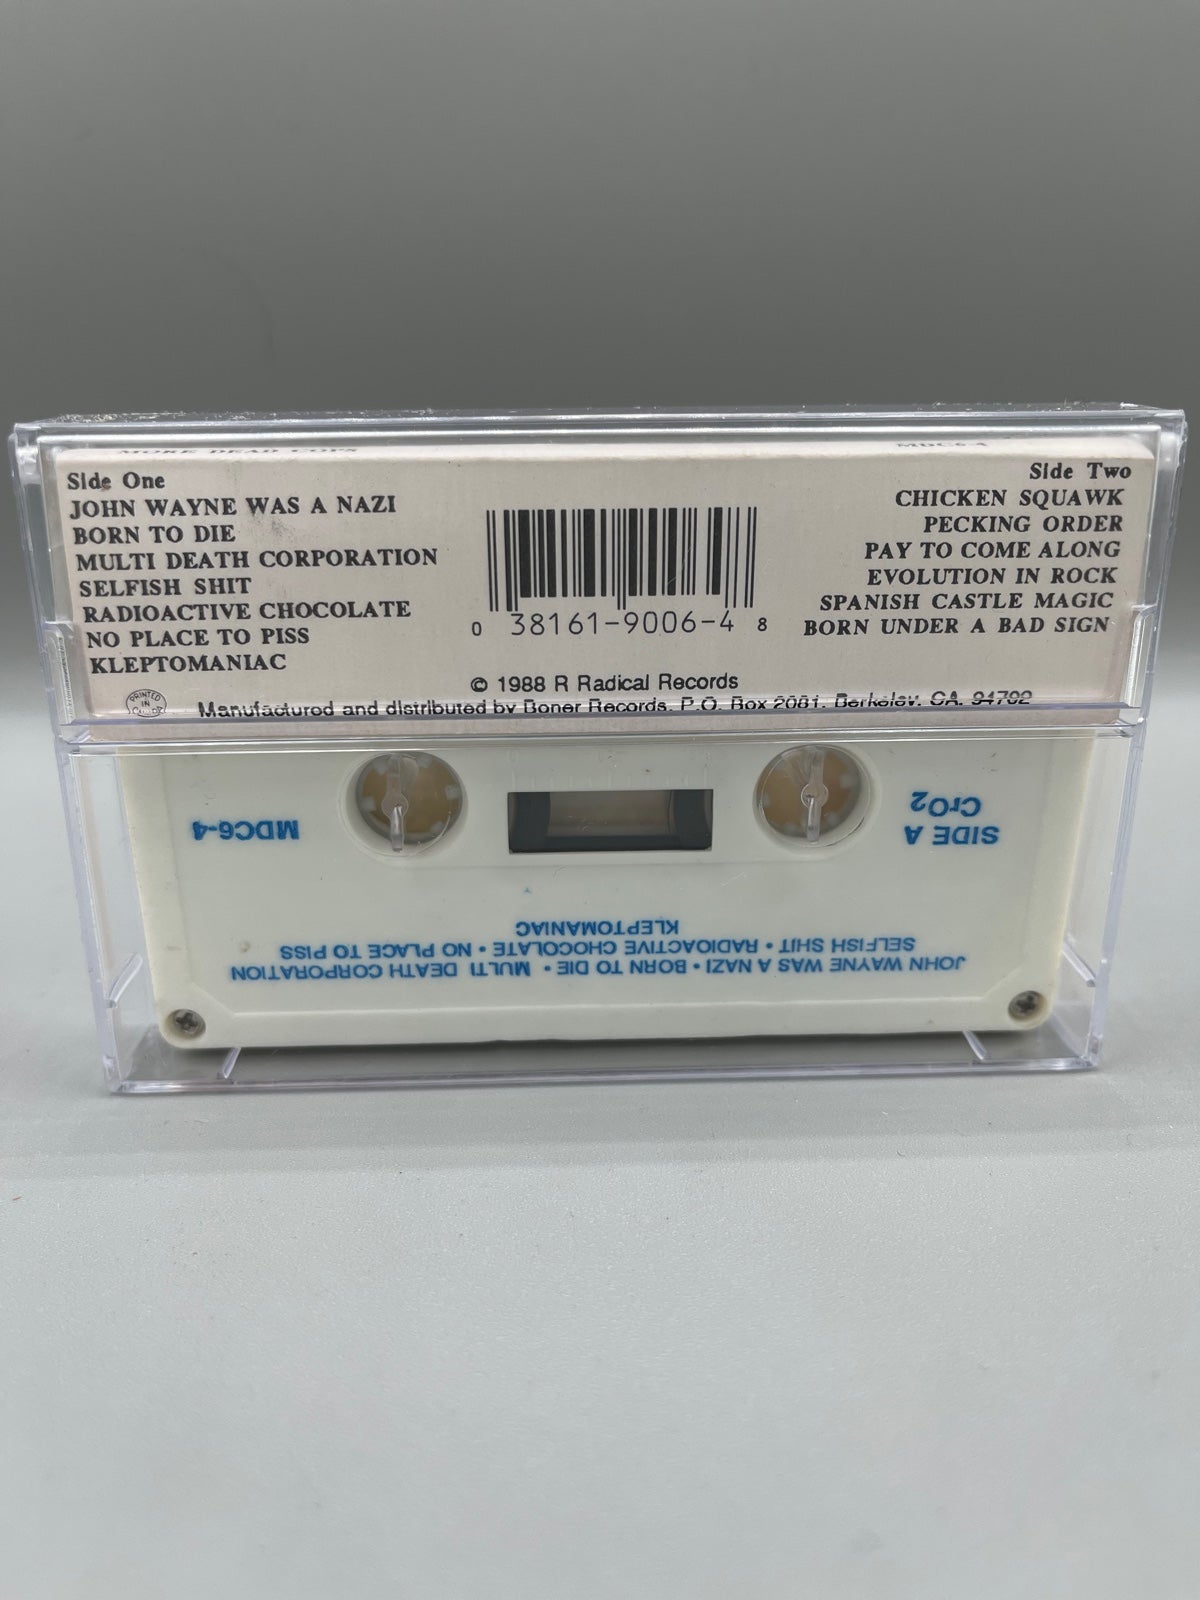 MORE DEAD COPS
MDC6-4
Side One
JOHN WAYNE WAS A NAZI
BORN TO DIE
MULTI DEATH CORPORATION
SELFISH SHIT
RADIOACTIVE CHOCOLATE
NO PLACE TO PISS
KLEPTOMANIAC
0 38161-9006-4 8
Side Two
CHICKEN SQUAWK
PECKING ORDER
PAY TO COME ALONG
EVOLUTION IN ROCK
SPANISH CASTLE MAGIC
BORN UNDER A BAD SIGN
© 1988 R Radical Records
PRINTED
IN
Manufactured and distributed by Boner Records, P.O. Box 2081, Berkeley, CA. 94702
SIDE A
CrO2
MDC6-4
JOHN WAYNE WAS A NAZI • BORN TO DIE • MULTI DEATH CORPORATION
SELFISH SHIT • RADIOACTIVE CHOCOLATE • NO PLACE TO PISS
KLEPTOMANIAC